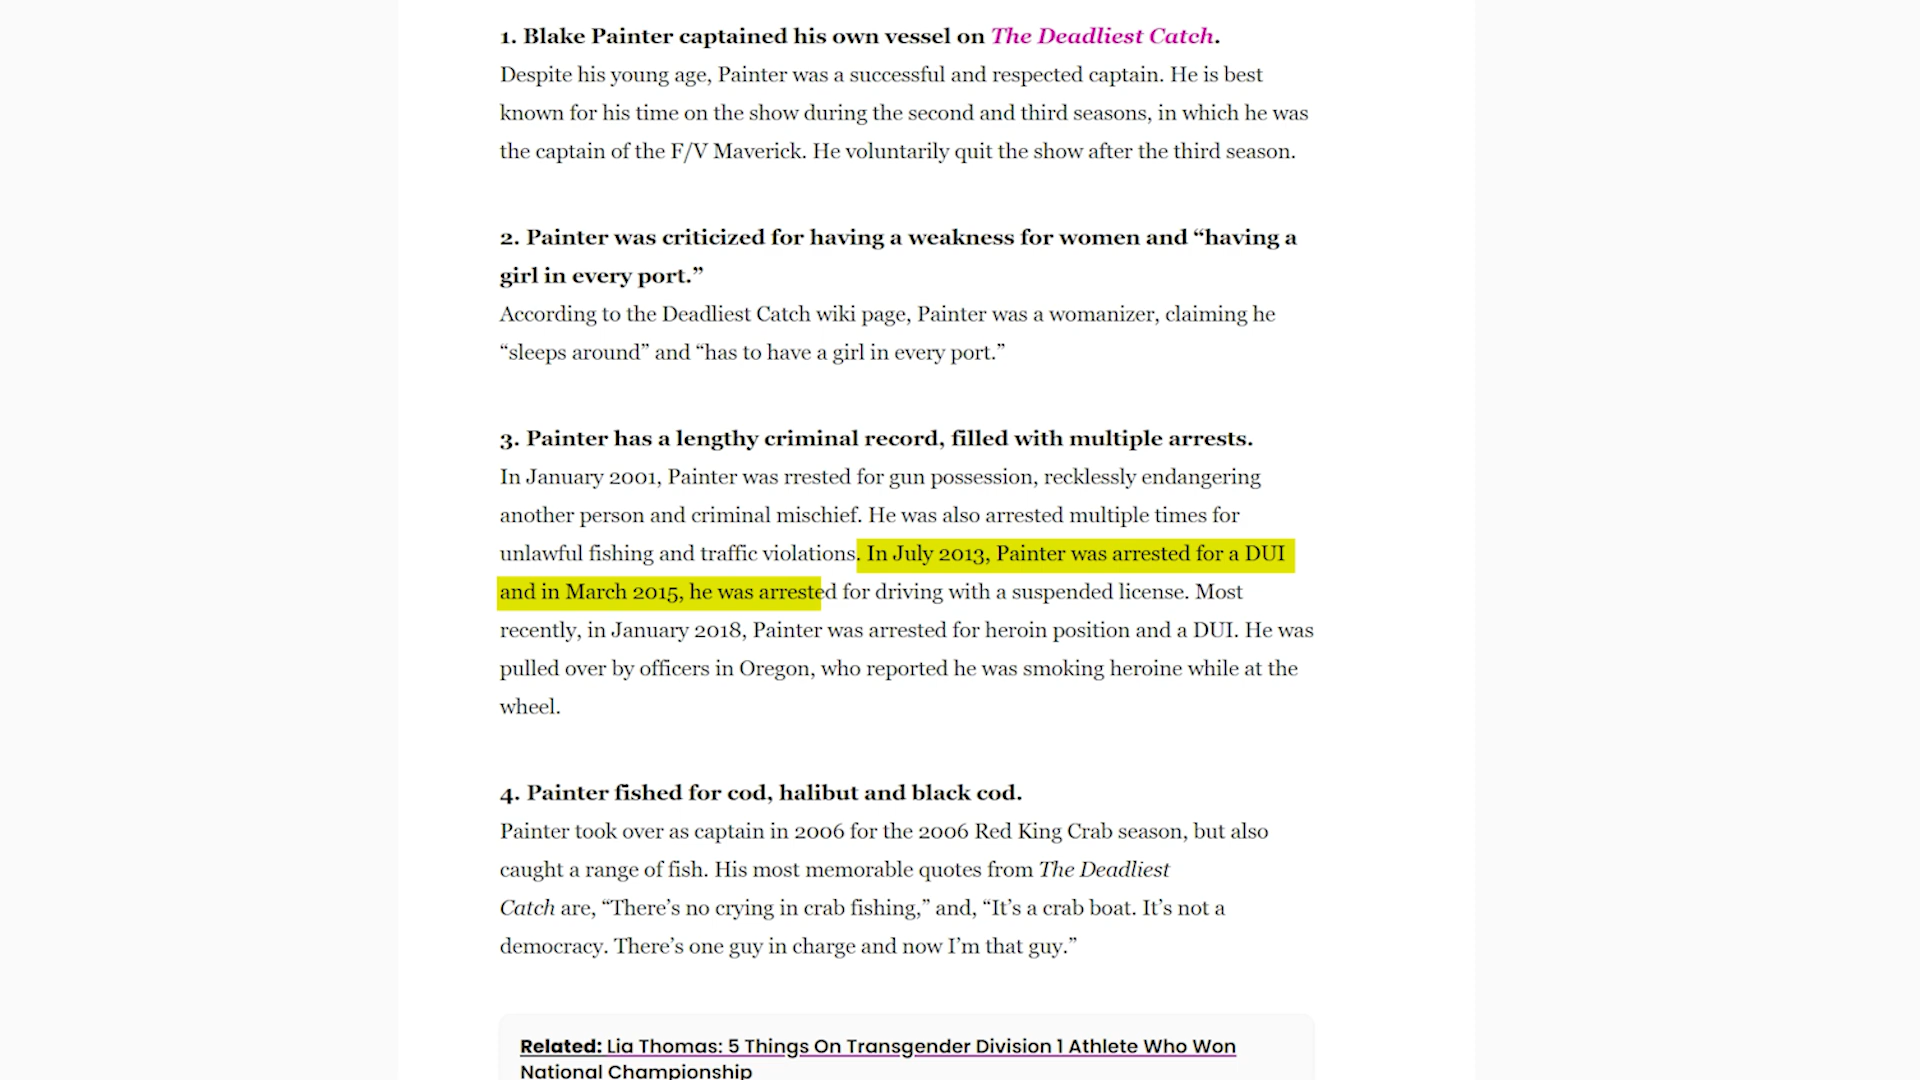 1. Blake Painter captained his own vessel on The Deadliest Catch.
Despite his young age, Painter was a successful and respected captain. He is best
known for his time on the show during the second and third seasons, in which he was
the captain of the F/V Maverick. He voluntarily quit the show after the third season.
2. Painter was criticized for having a weakness for women and “having a
girl in every port.”
According to the Deadliest Catch wiki page, Painter was a womanizer, claiming he
“sleeps around” and “has to have a girl in every port.”
3. Painter has a lengthy criminal record, filled with multiple arrests.
In January 2001, Painter was rrested for gun possession, recklessly endangering
another person and criminal mischief. He was also arrested multiple times for
unlawful fishing and traffic violations. In July 2013, Painter was arrested for a DUI
and in March 2015, he was arrested for driving with a suspended license. Most
recently, in January 2018, Painter was arrested for heroin position and a DUI. He was
pulled over by officers in Oregon, who reported he was smoking heroine while at the
wheel.
4. Painter fished for cod, halibut and black cod.
Painter took over as captain in 2006 for the 2006 Red King Crab season, but also
caught a range of fish. His most memorable quotes from The Deadliest
Catch are, “There’s no crying in crab fishing,” and, “It’s a crab boat. It’s not a
democracy. There’s one guy in charge and now I’m that guy.”
Related: Lia Thomas: 5 Things On Transgender Division 1 Athlete Who Won
National Championship